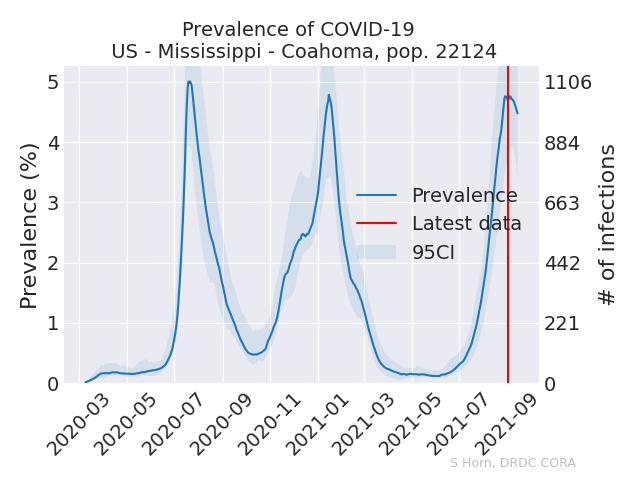 Prevalence of COVID-19
US - Mississippi - Coahoma, pop. 22124
Prevalence (%)
5
4
3
2
1
0
1106
884
663
442
221
0
# of infections
Prevalence
Latest data
95CI
2020-03
2020-05
2020-07
2020-09
2020-11
2021-01
2021-03
2021-05
2021-07
2021-09
S Horn, DRDC CORA